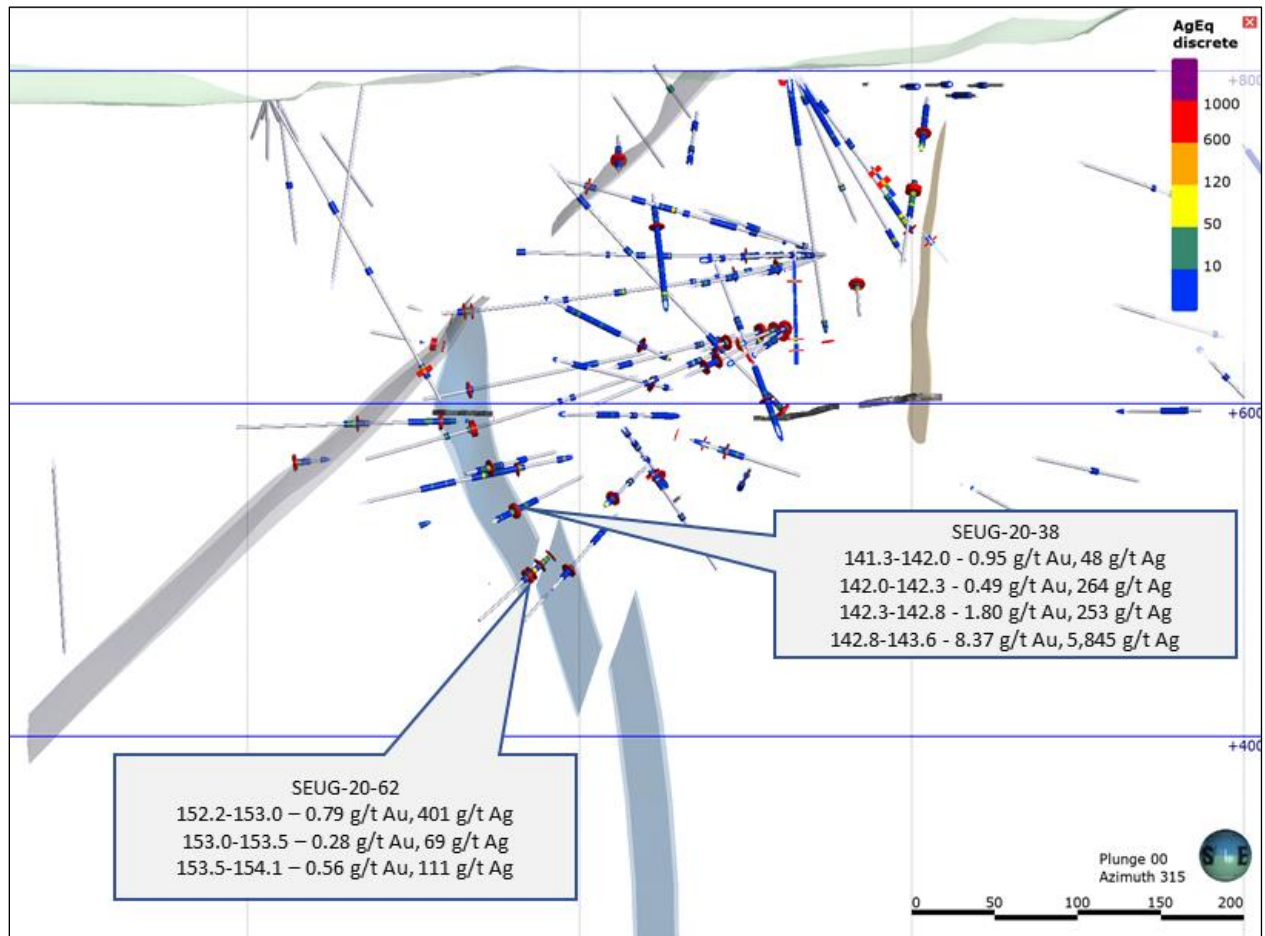 AgEq
discrete
+800
1000
600
120
50
10
+600
SEUG-20-38
141.3-142.0 - 0.95 g/t Au, 48 g/t Ag
142.0-142.3 - 0.49 g/t Au, 264 g/t Ag
142.3-142.8 - 1.80 g/t Au, 253 g/t Ag
142.8-143.6 - 8.37 g/t Au, 5,845 g/t Ag
+400
SEUG-20-62
152.2-153.0 – 0.79 g/t Au, 401 g/t Ag
153.0-153.5 – 0.28 g/t Au, 69 g/t Ag
153.5-154.1 – 0.56 g/t Au, 111 g/t Ag
Plunge 00
Azimuth 315
S E
0 50 100 150 200